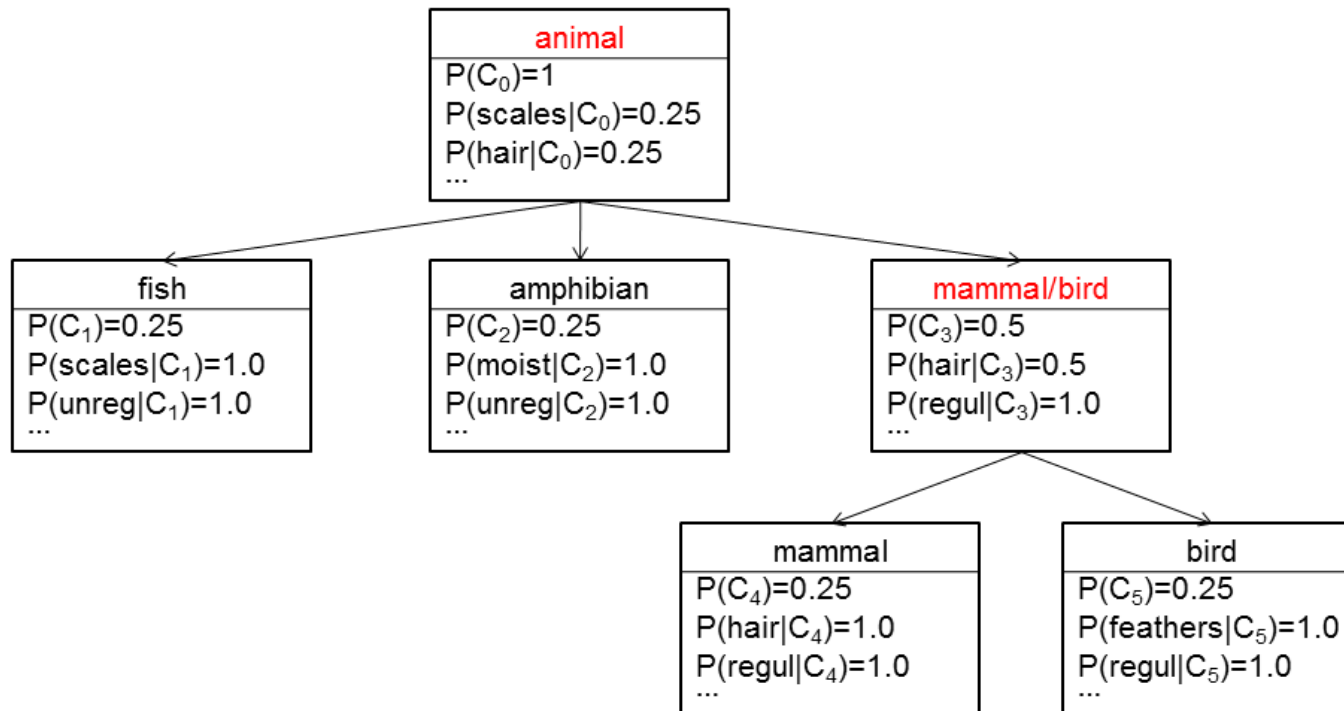 animal
P(C₀)=1
P(scales|C₀)=0.25
P(hair|C₀)=0.25
...
fish
P(C₁)=0.25
P(scales|C₁)=1.0
P(unreg|C₁)=1.0
...
amphibian
P(C₂)=0.25
P(moist|C₂)=1.0
P(unreg|C₂)=1.0
...
mammal/bird
P(C₃)=0.5
P(hair|C₃)=0.5
P(regul|C₃)=1.0
...
mammal
P(C₄)=0.25
P(hair|C₄)=1.0
P(regul|C₄)=1.0
...
bird
P(C₅)=0.25
P(feathers|C₅)=1.0
P(regul|C₅)=1.0
...